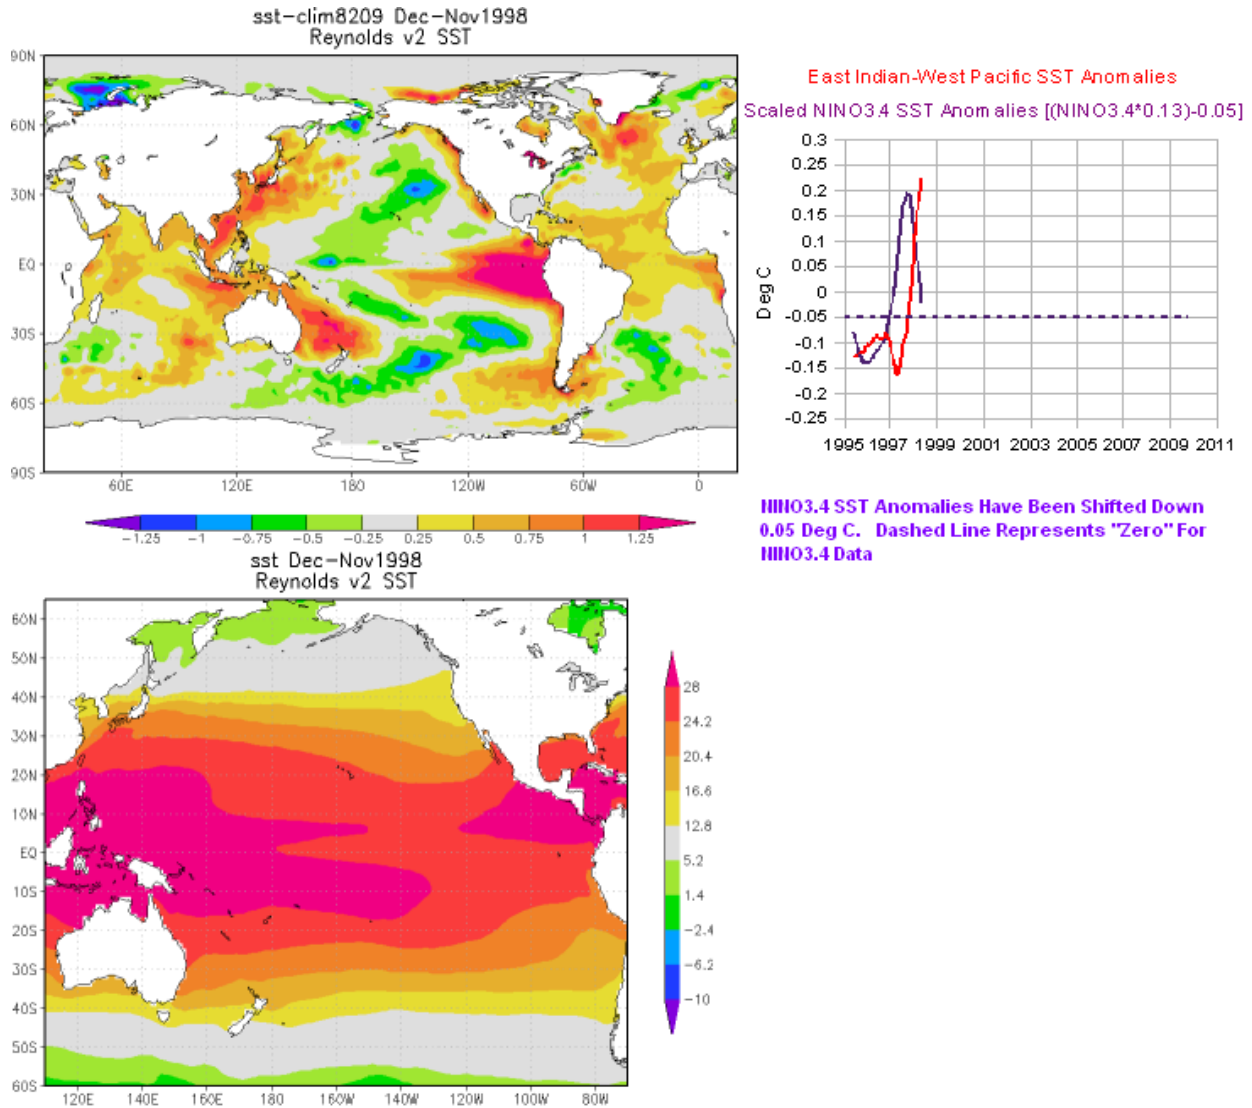 sst-clim8209 Dec-Nov1998
Reynolds v2 SST
90N
60N
30N
EQ
30S
60S
90S
60E 120E 180 120W 60W 0
-1.25 -1 -0.75 -0.5 -0.25 0.25 0.5 0.75 1 1.25
East Indian-West Pacific SST Anomalies
Scaled NINO3.4 SST Anomalies [(NINO3.4*0.13)-0.05]
Deg C
0.3
0.25
0.2
0.15
0.1
0.05
0
-0.05
-0.1
-0.15
-0.2
-0.25
1995 1997 1999 2001 2003 2005 2007 2009 2011
NINO3.4 SST Anomalies Have Been Shifted Down
0.05 Deg C. Dashed Line Represents "Zero" For
NINO3.4 Data
sst Dec-Nov1998
Reynolds v2 SST
60N
50N
40N
30N
20N
10N
EQ
10S
20S
30S
40S
50S
60S
120E 140E 160E 180 160W 140W 120W 100W 80W
28
24.2
20.4
16.6
12.8
5.2
1.4
-2.4
-6.2
-10